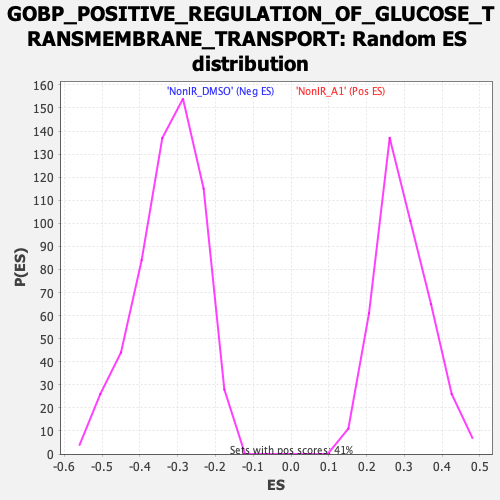 GOBP_POSITIVE_REGULATION_OF_GLUCOSE_T
RANSMEMBRANE_TRANSPORT: Random ES
distribution
'NonIR_DMSO' (Neg ES) 'NonIR_A1' (Pos ES)
160
150
140
130
120
110
100
90
80
70
60
50
40
30
20
10
0
P(ES)
Sets with pos scores: 41%
-0.6 -0.5 -0.4 -0.3 -0.2 -0.1 0.0 0.1 0.2 0.3 0.4 0.5
ES